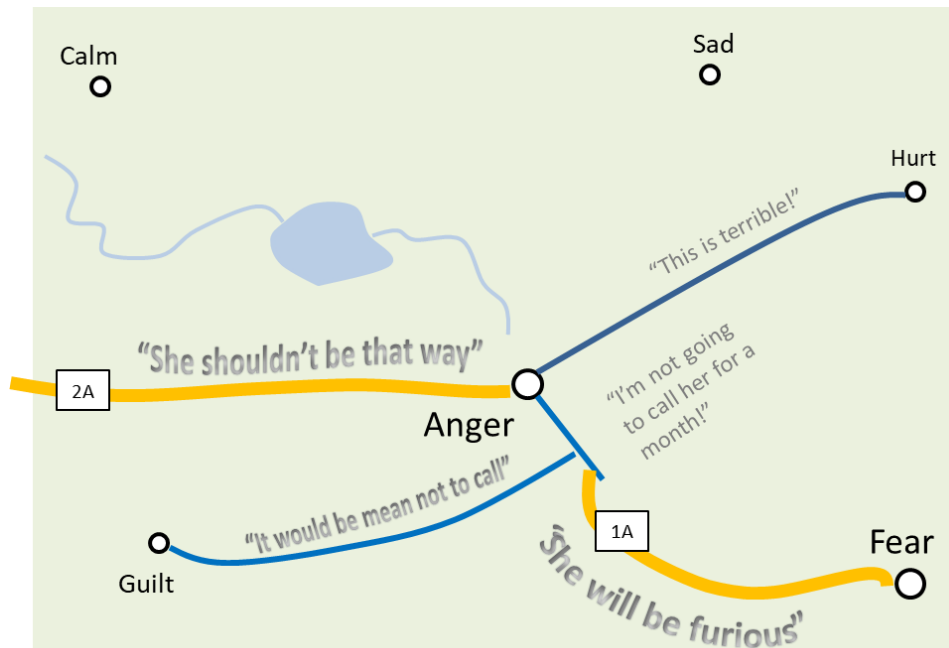 Calm
Sad
Hurt
“This is terrible!”
“She shouldn’t be that way”
2A
“I’m not going
to call her for a
month!”
Anger
“It would be mean not to call”
1A
Fear
Guilt
“She will be furious”